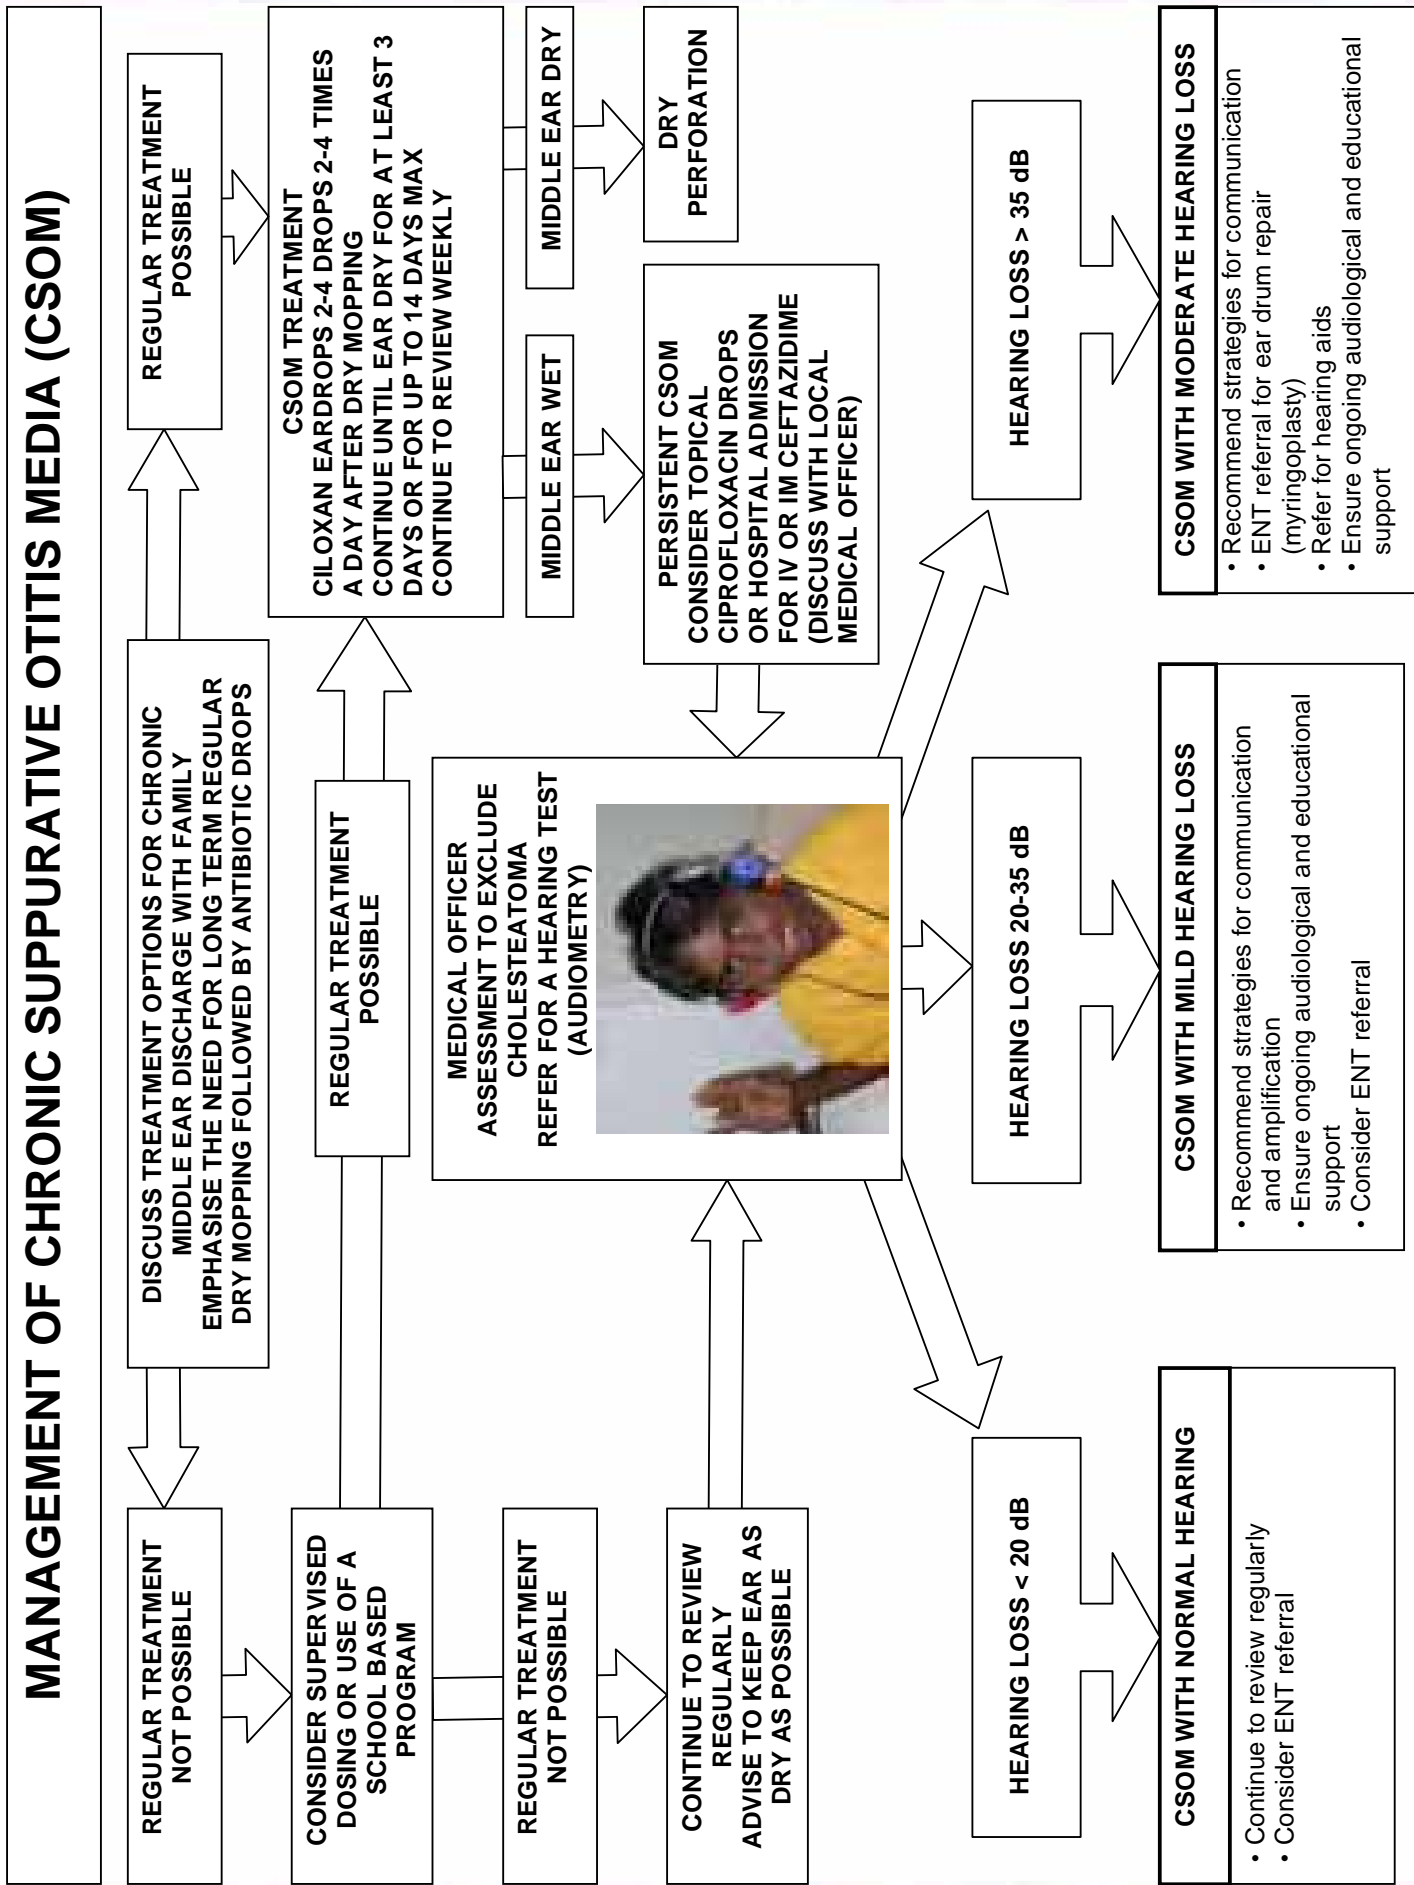 MANAGEMENT OF CHRONIC SUPPURATIVE OTITIS MEDIA (CSOM)
DISCUSS TREATMENT OPTIONS FOR CHRONIC
MIDDLE EAR DISCHARGE WITH FAMILY
EMPHASISE THE NEED FOR LONG TERM REGULAR
DRY MOPPING FOLLOWED BY ANTIBIOTIC DROPS
REGULAR TREATMENT
NOT POSSIBLE
REGULAR TREATMENT
POSSIBLE
CONSIDER SUPERVISED
DOSING OR USE OF A
SCHOOL BASED
PROGRAM
REGULAR TREATMENT
POSSIBLE
CSOM TREATMENT
CILOXAN EARDROPS 2-4 DROPS 2-4 TIMES
A DAY AFTER DRY MOPPING
CONTINUE UNTIL EAR DRY FOR AT LEAST 3
DAYS OR FOR UP TO 14 DAYS MAX
CONTINUE TO REVIEW WEEKLY
REGULAR TREATMENT
NOT POSSIBLE
MIDDLE EAR WET
MIDDLE EAR DRY
CONTINUE TO REVIEW
REGULARLY
ADVISE TO KEEP EAR AS
DRY AS POSSIBLE
MEDICAL OFFICER
ASSESSMENT TO EXCLUDE
CHOLESTEATOMA
REFER FOR A HEARING TEST
(AUDIOMETRY)
PERSISTENT CSOM
CONSIDER TOPICAL
CIPROFLOXACIN DROPS
OR HOSPITAL ADMISSION
FOR IV OR IM CEFTAZIDIME
(DISCUSS WITH LOCAL
MEDICAL OFFICER)
DRY
PERFORATION
HEARING LOSS < 20 dB
HEARING LOSS 20-35 dB
HEARING LOSS > 35 dB
CSOM WITH NORMAL HEARING
• Continue to review regularly
• Consider ENT referral
CSOM WITH MILD HEARING LOSS
• Recommend strategies for communication
and amplification
• Ensure ongoing audiological and educational
support
• Consider ENT referral
CSOM WITH MODERATE HEARING LOSS
• Recommend strategies for communication
• ENT referral for ear drum repair
(myringoplasty)
• Refer for hearing aids
• Ensure ongoing audiological and educational
support